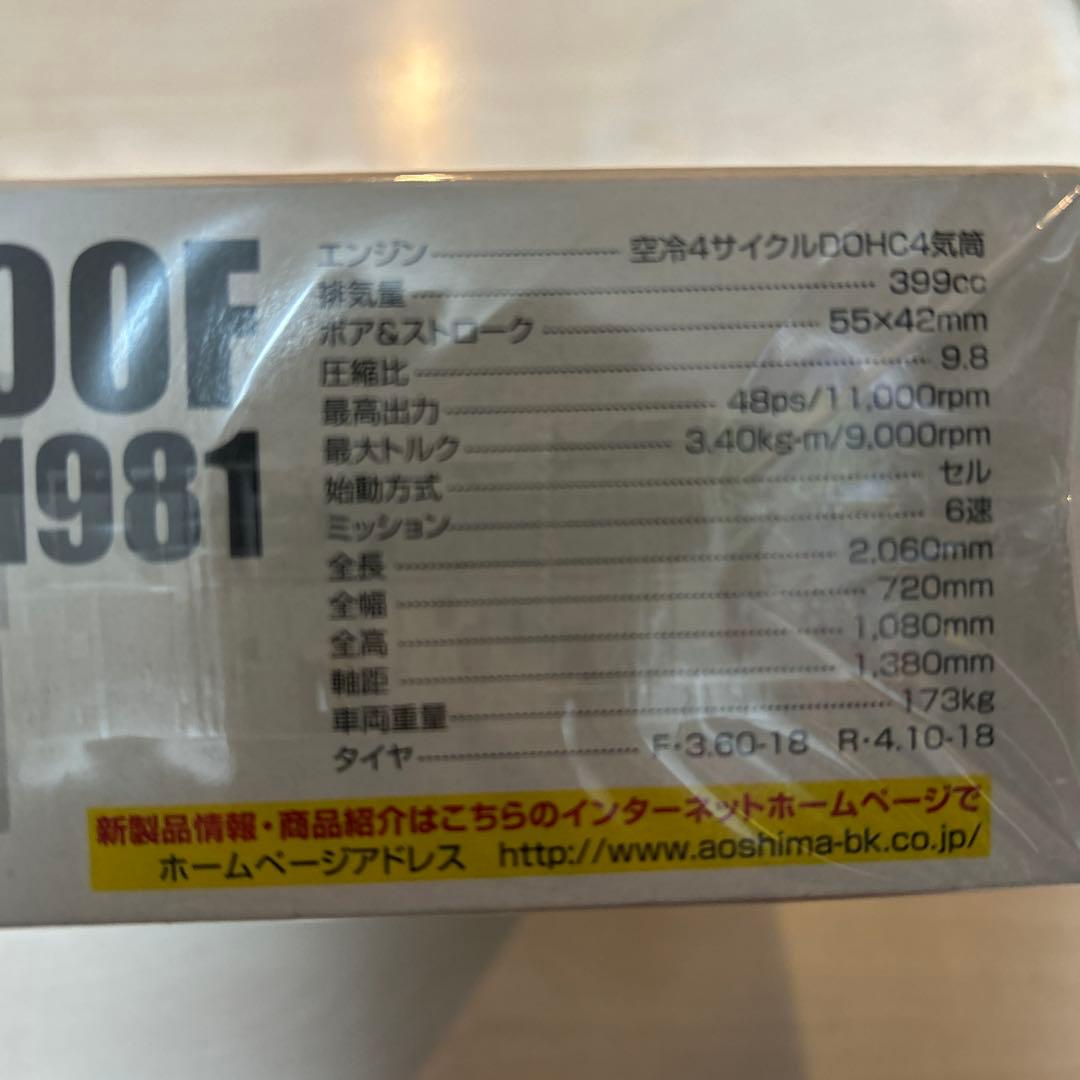 00F
1981
エンジン 空冷4サイクルDOHC4気筒
排気量 399cc
ボア&ストローク 55×42mm
圧縮比 9.8
最高出力 48ps/11,000rpm
最大トルク 3.40kg-m/9,000rpm
始動方式 セル
ミッション 6速
全長 2,060mm
全幅 720mm
全高 1,080mm
軸距 1,380mm
車両重量 173kg
タイヤ F・3.60-18 R・4.10-18
新製品情報・商品紹介はこちらのインターネットホームページで
ホームページアドレス http://www.aoshima-bk.co.jp/